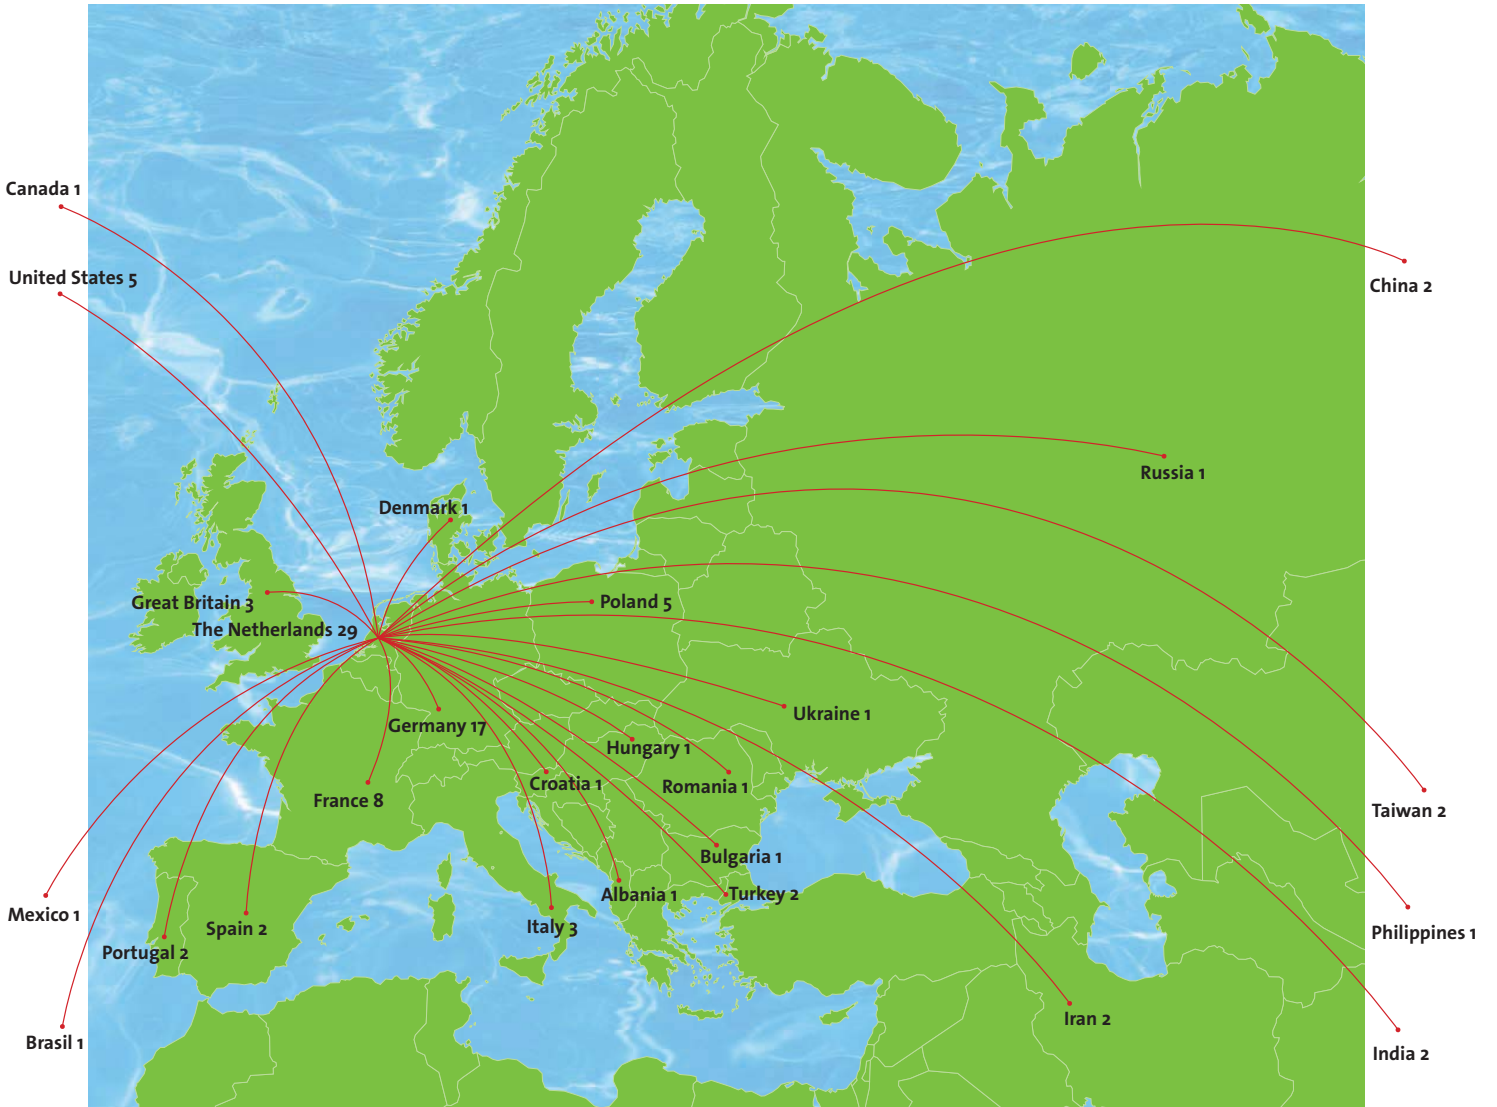 Canada 1
United States 5
China 2
Russia 1
Denmark 1
Great Britain 3
Poland 5
The Netherlands 29
Ukraine 1
Germany 17
Hungary 1
Croatia 1
Romania 1
France 8
Taiwan 2
Bulgaria 1
Albania 1
Turkey 2
Mexico 1
Spain 2
Italy 3
Philippines 1
Portugal 2
Iran 2
Brasil 1
India 2